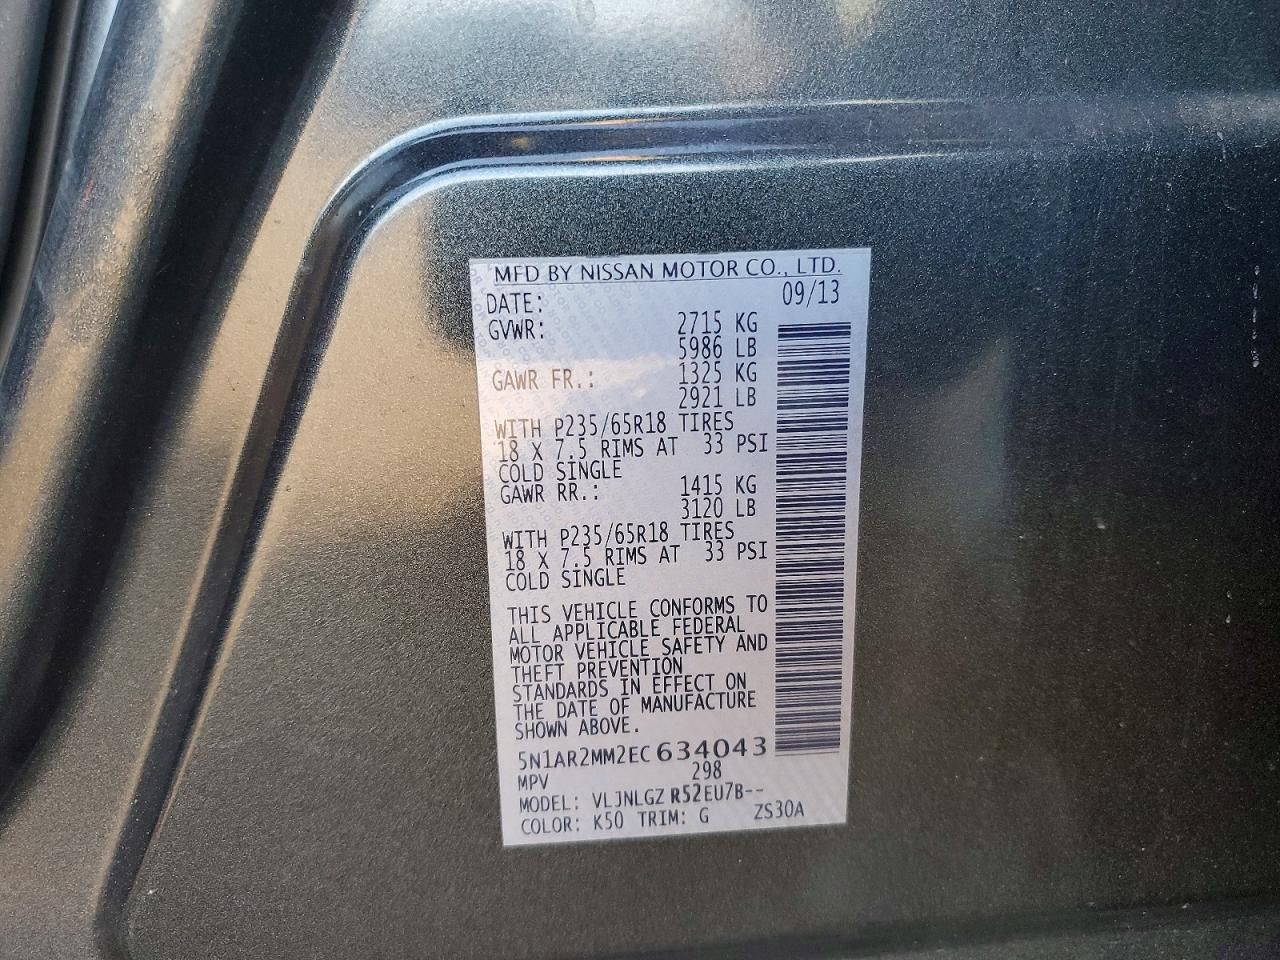 MFD BY NISSAN MOTOR CO., LTD.
DATE: 09/13
GVWR: 2715 KG
5986 LB
GAWR FR.: 1325 KG
2921 LB
WITH P235/65R18 TIRES
18 X 7.5 RIMS AT 33 PSI
COLD SINGLE
GAWR RR.: 1415 KG
3120 LB
WITH P235/65R18 TIRES
18 X 7.5 RIMS AT 33 PSI
COLD SINGLE
THIS VEHICLE CONFORMS TO
ALL APPLICABLE FEDERAL
MOTOR VEHICLE SAFETY AND
THEFT PREVENTION
STANDARDS IN EFFECT ON
THE DATE OF MANUFACTURE
SHOWN ABOVE.
5N1AR2MM2EC634043
MPV 298
MODEL: VLJNLGZ R52EU7B--
COLOR: K50 TRIM: G ZS30A